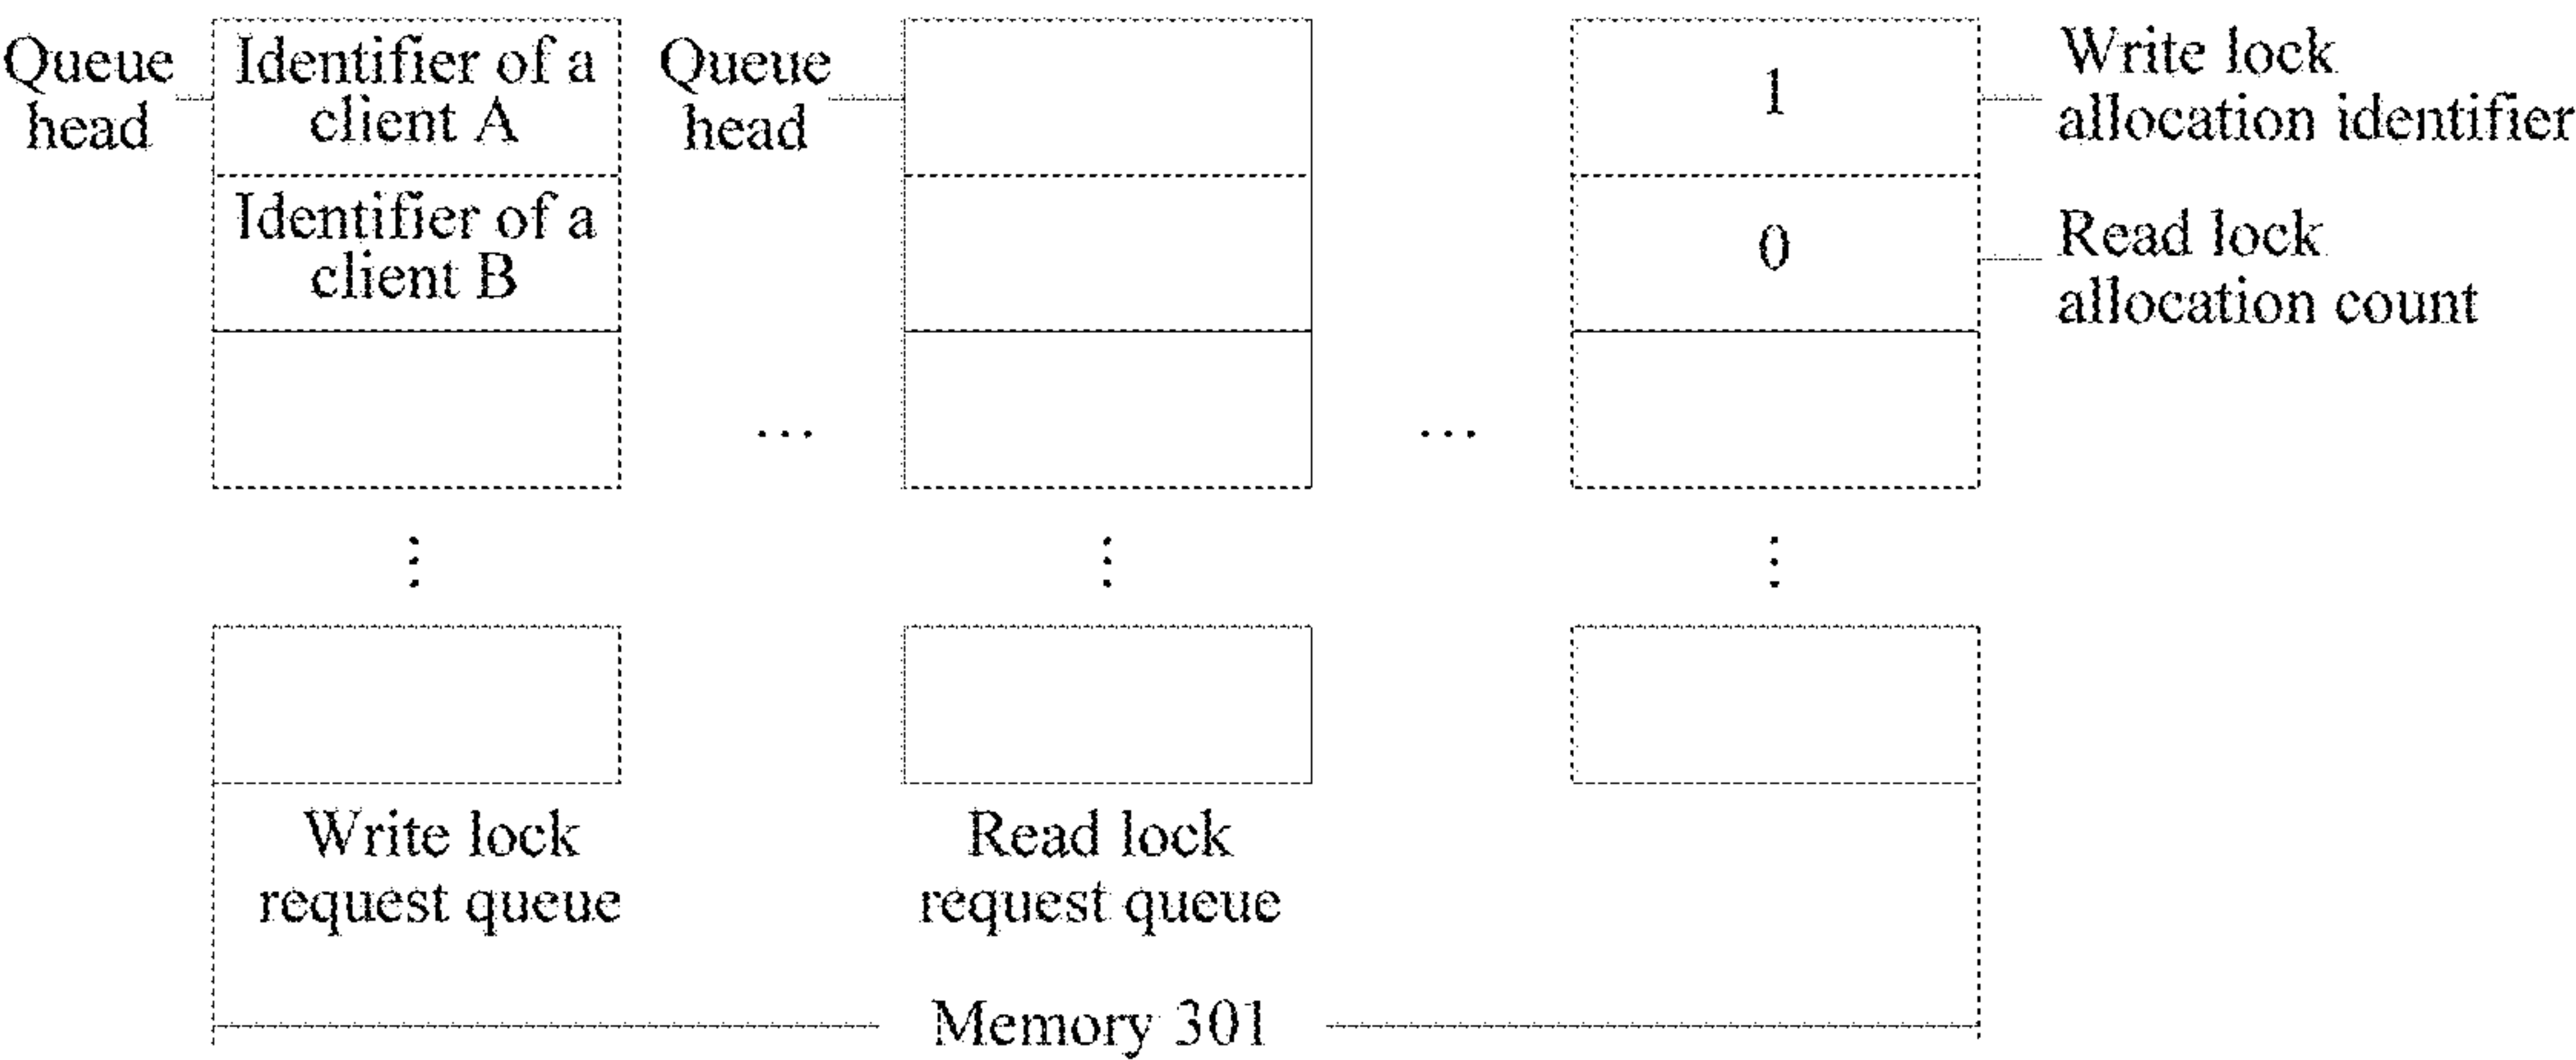 Queue
head
Identifier of a
client A
Identifier of a
client B
Queue
head
1
0
Write lock
allocation identifier
Read lock
allocation count
...
...
Write lock
request queue
Read lock
request queue
Memory 301